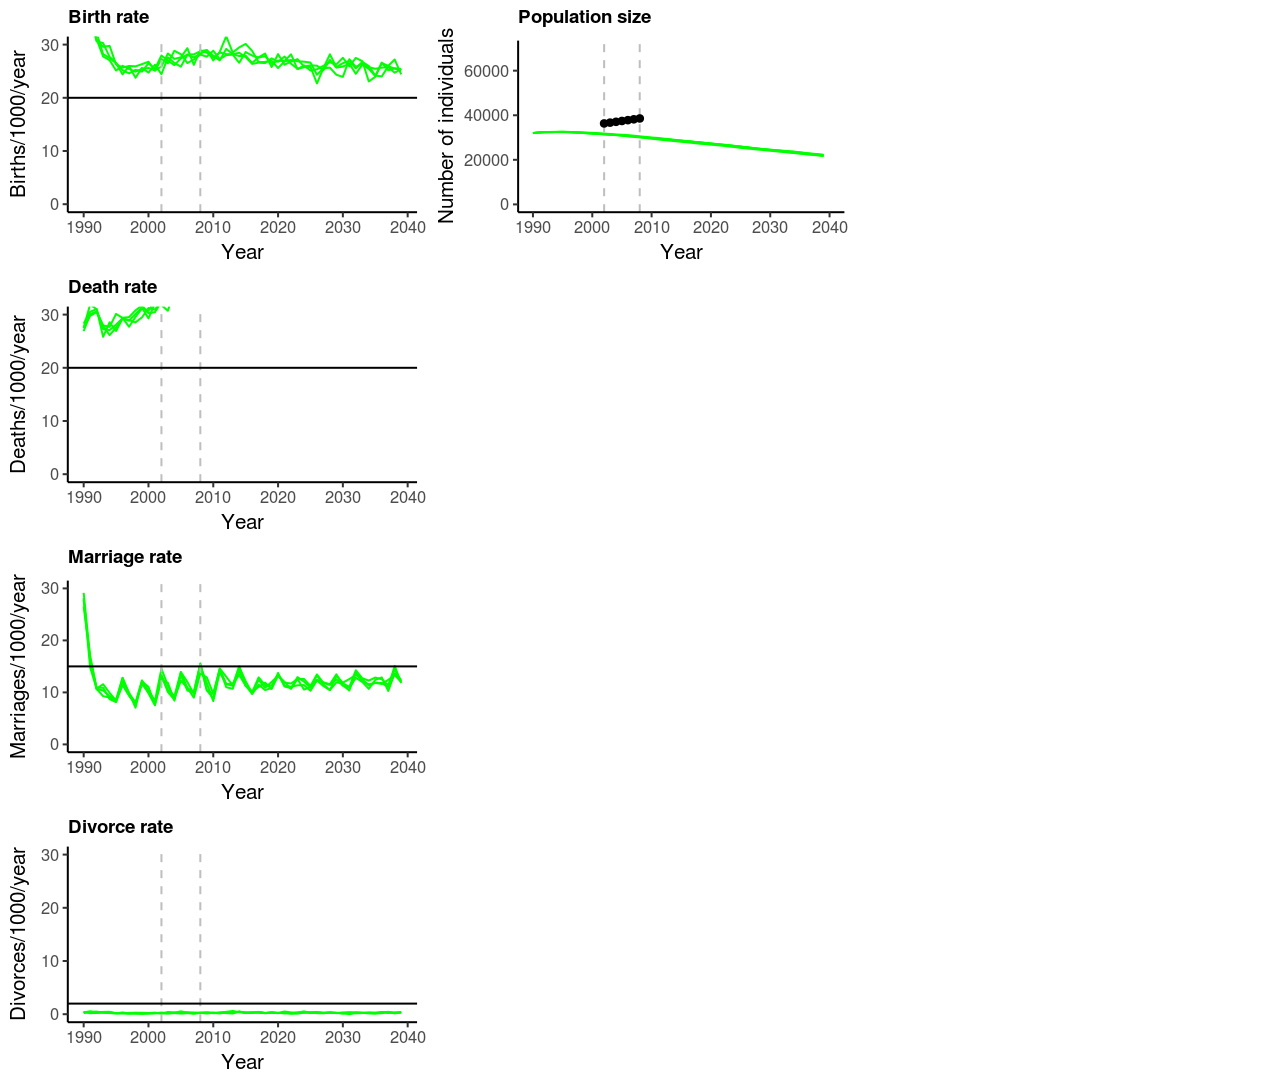 Birth rate
Births/1000/year
30
20
10
0
1990 2000 2010 2020 2030 2040
Year
Population size
Number of individuals
60000
40000
20000
0
1990 2000 2010 2020 2030 2040
Year
Death rate
Deaths/1000/year
30
20
10
0
1990 2000 2010 2020 2030 2040
Year
Marriage rate
Marriages/1000/year
30
20
10
0
1990 2000 2010 2020 2030 2040
Year
Divorce rate
Divorces/1000/year
30
20
10
0
1990 2000 2010 2020 2030 2040
Year